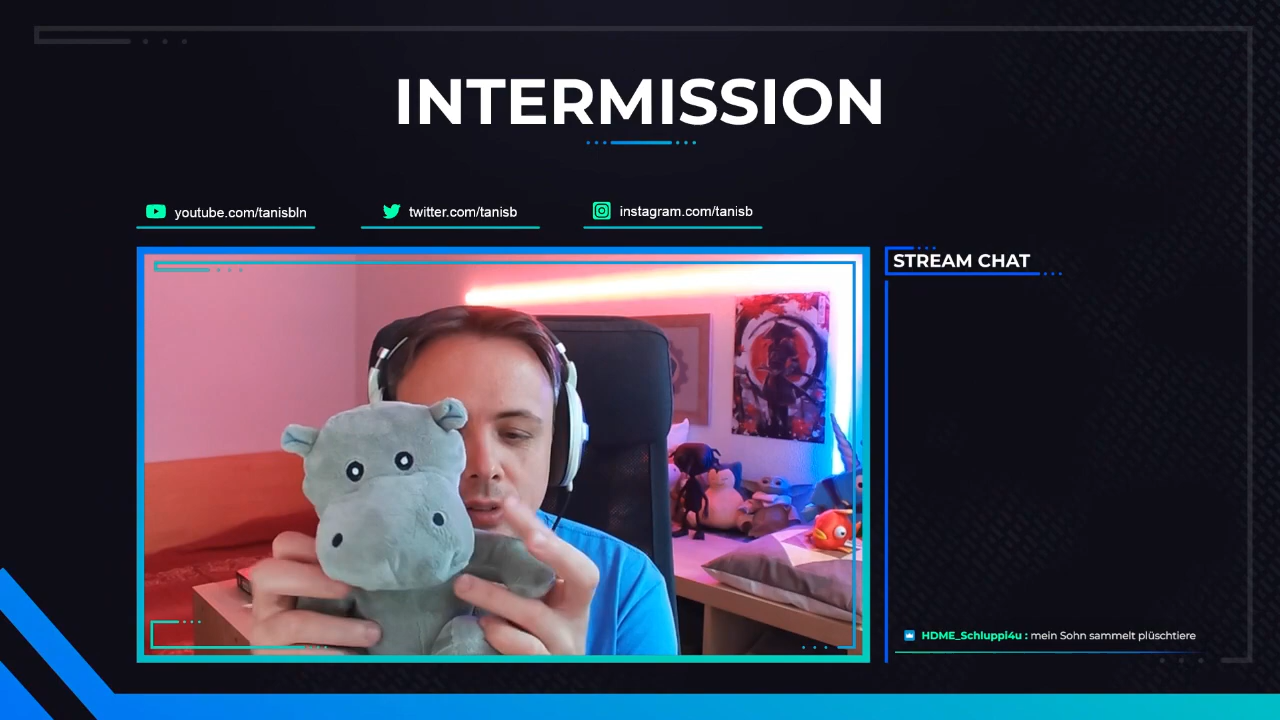 INTERMISSION
youtube.com/tanisbln
twitter.com/tanisb
instagram.com/tanisb
STREAM CHAT
HDME_Schluppi4u : mein Sohn sammelt plüschtiere